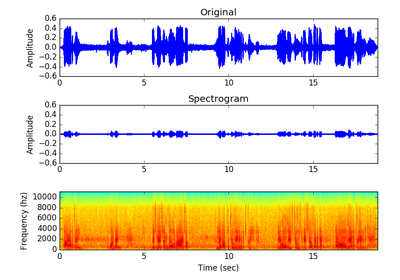 Original
Amplitude
0.6
0.4
0.2
0.0
−0.2
−0.4
−0.6
0 5 10 15
Spectrogram
Amplitude
0.6
0.4
0.2
0.0
−0.2
−0.4
−0.6
0 5 10 15
Frequency (hz)
10000
8000
6000
4000
2000
0
0 5 10 15
Time (sec)